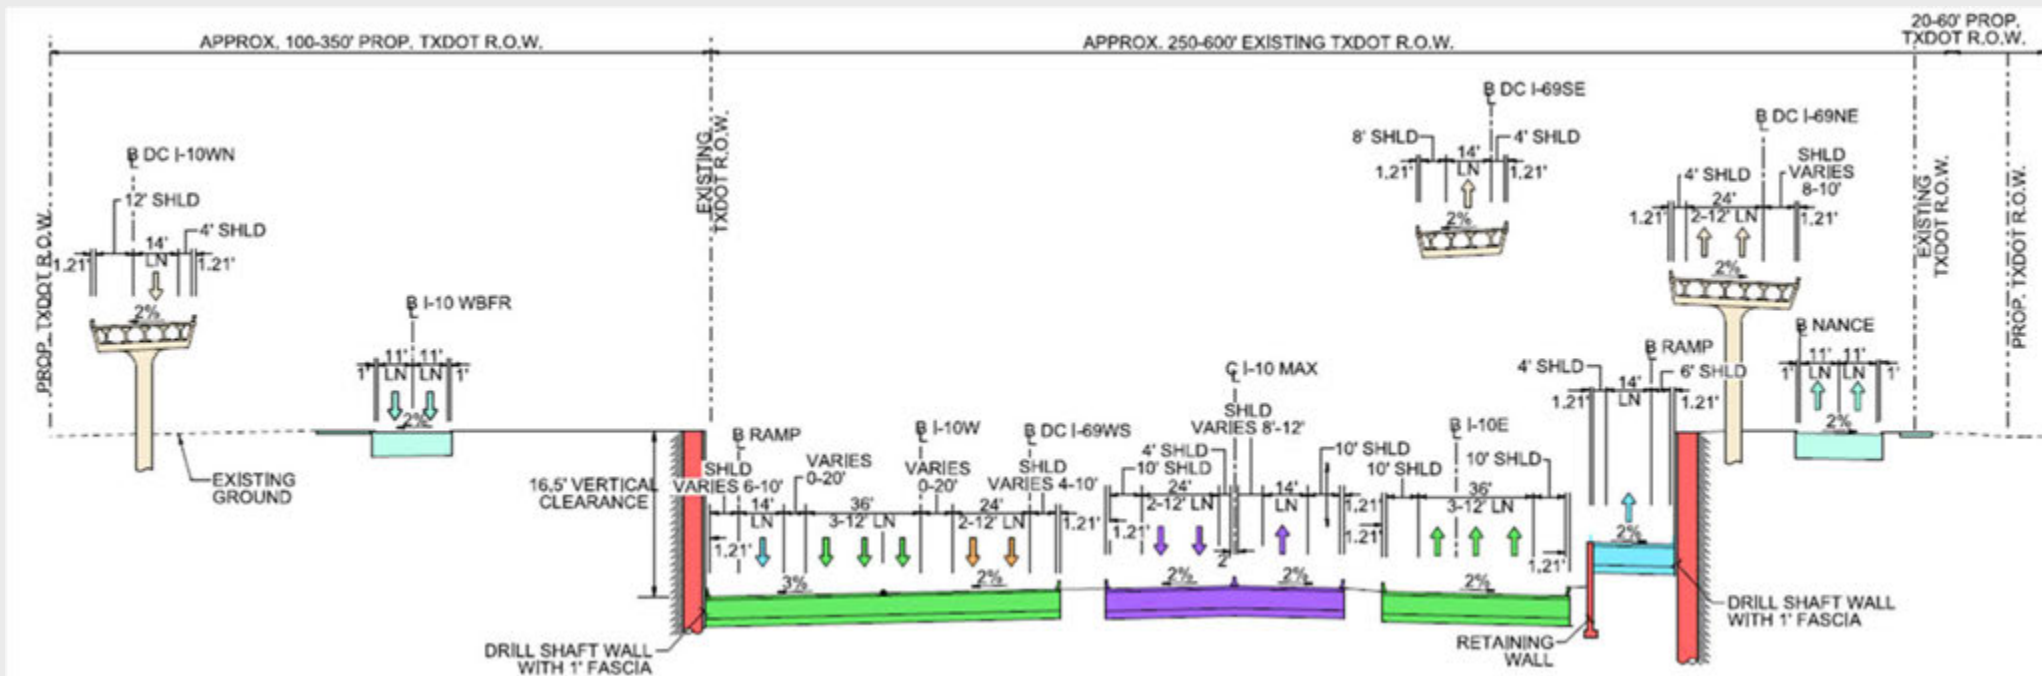 APPROX. 100-350' PROP. TXDOT R.O.W.
APPROX. 250-600' EXISTING TXDOT R.O.W.
20-60' PROP.
TXDOT R.O.W.
PROP. TXDOT R.O.W.
B DC I-10WN
12' SHLD
4' SHLD
1.21'
14'
LN
1.21'
2%
EXISTING
GROUND
B I-10 WBFR
1'
11'
LN
11'
LN
1'
2%
EXISTING
TXDOT R.O.W.
16.5' VERTICAL
CLEARANCE
DRILL SHAFT WALL
WITH 1' FASCIA
B RAMP
SHLD
VARIES 6-10'
1.21'
14'
LN
VARIES
0-20'
36'
3-12' LN
B I-10W
VARIES
0-20'
24'
2-12' LN
B DC I-69WS
SHLD
VARIES 4-10'
1.21'
3%
2%
C I-10 MAX
SHLD
VARIES 8'-12'
4' SHLD
10' SHLD
24'
2-12' LN
1.21'
2'
14'
LN
10' SHLD
1.21'
2%
2%
B I-10E
10' SHLD
10' SHLD
1.21'
36'
3-12' LN
1.21'
2%
B DC I-69SE
8' SHLD
4' SHLD
1.21'
14'
LN
1.21'
2%
B RAMP
4' SHLD
6' SHLD
1.21'
14'
LN
1.21'
2%
RETAINING
WALL
DRILL SHAFT WALL
WITH 1' FASCIA
B DC I-69NE
4' SHLD
SHLD
VARIES
8-10'
1.21'
24'
2-12' LN
1.21'
2%
B NANCE
1'
11'
LN
11'
LN
1'
2%
EXISTING
TXDOT R.O.W.
PROP. TXDOT R.O.W.